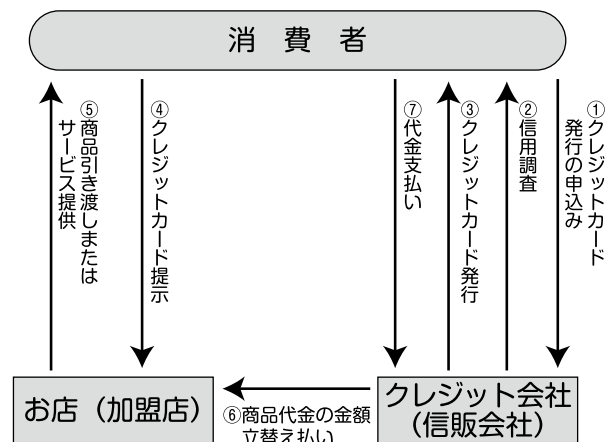 消 費 者
①クレジットカード
発行の申込み
②信用調査
③クレジットカード発行
⑦代金支払い
④クレジットカード提示
⑤商品引き渡しまたは
サービス提供
お店（加盟店）
⑥商品代金の金額
立替え払い
クレジット会社
（信販会社）